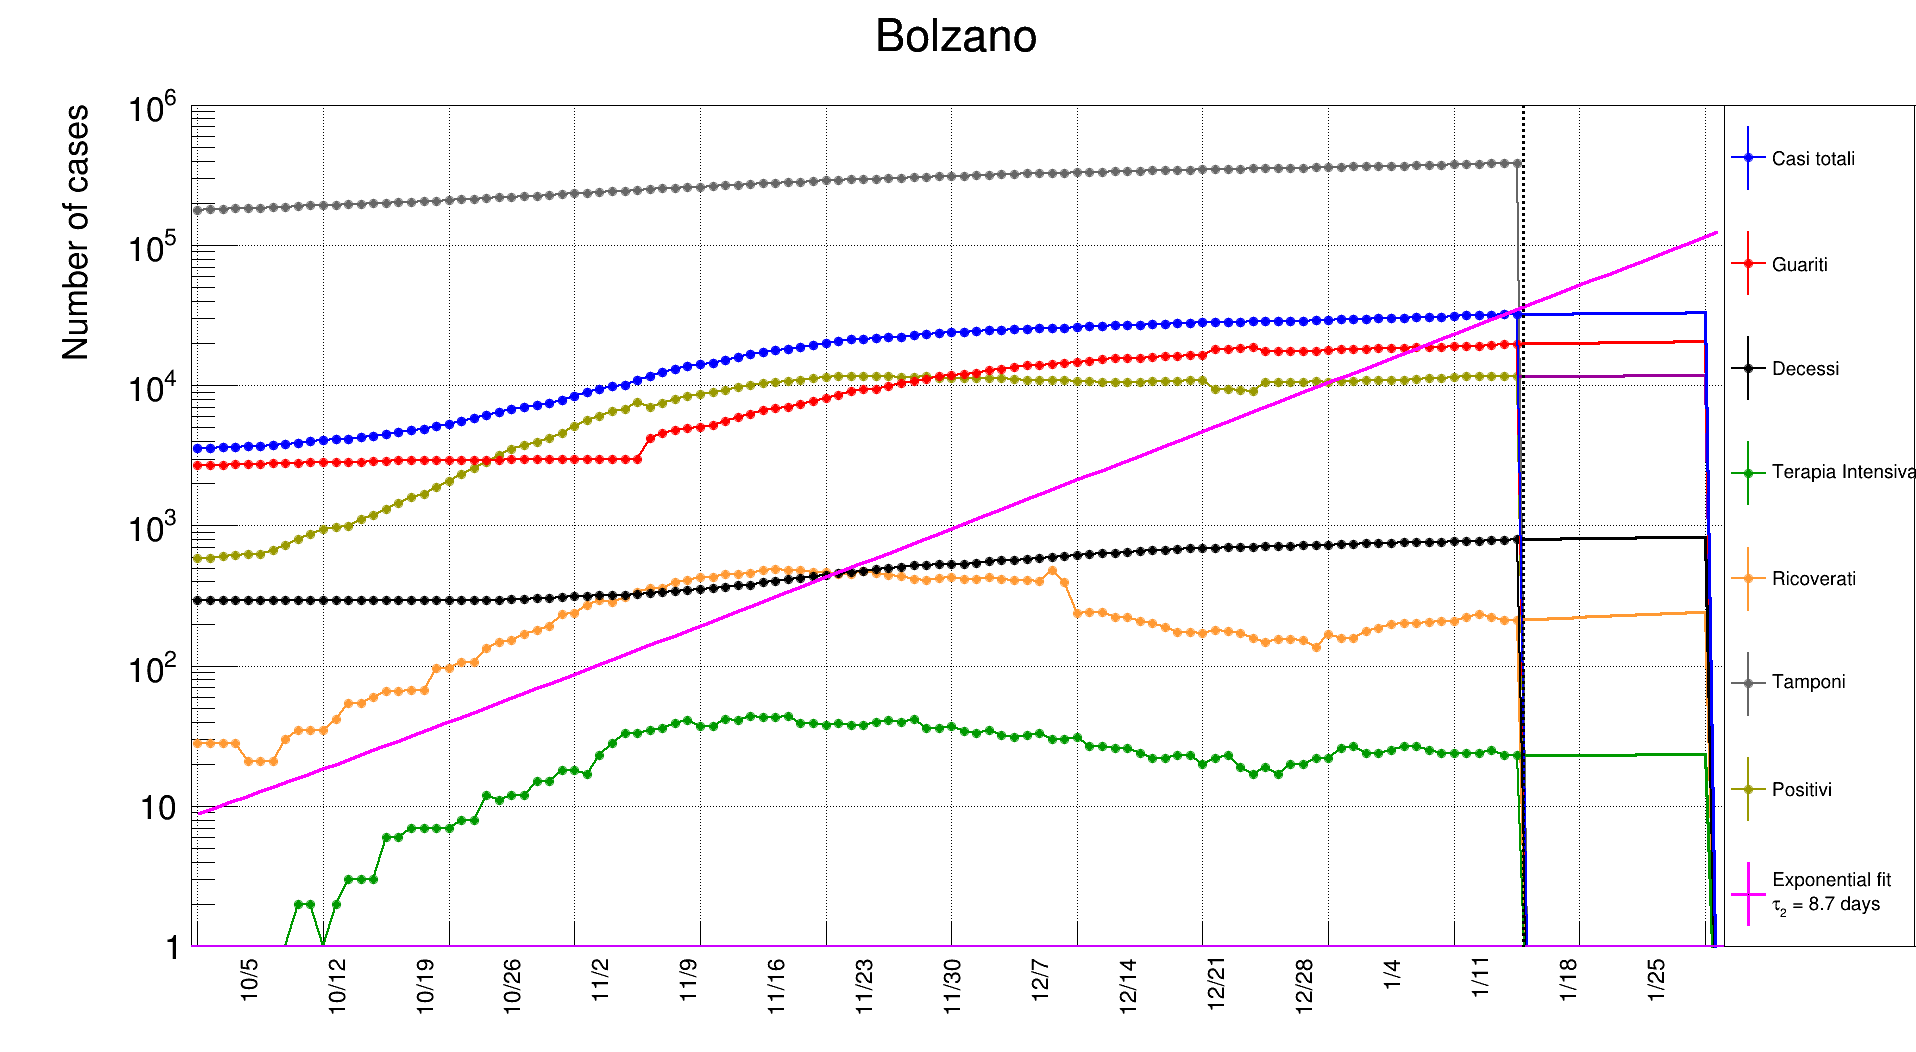 Bolzano
Number of cases
10^6
10^5
10^4
10^3
10^2
10
1
10/5
10/12
10/19
10/26
11/2
11/9
11/16
11/23
11/30
12/7
12/14
12/21
12/28
1/4
1/11
1/18
1/25
Casi totali
Guariti
Decessi
Terapia Intensiva
Ricoverati
Tamponi
Positivi
Exponential fit
τ₂ = 8.7 days